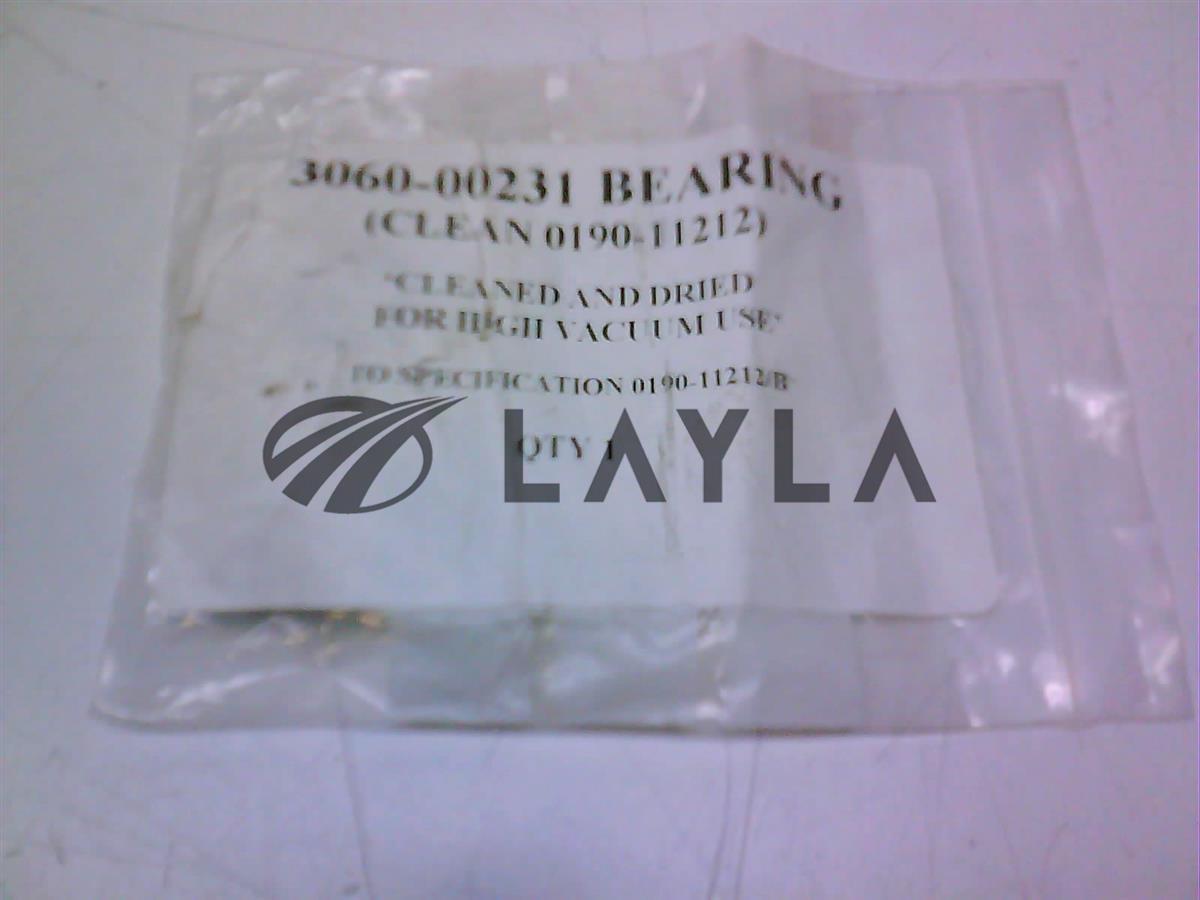 3060-00231 BEARING
(CLEAN 0190-11212)
"CLEANED AND DRIED
FOR HIGH VACUUM USE"
TO SPECIFICATION 0190-11212/B
QTY 1
LAYLA